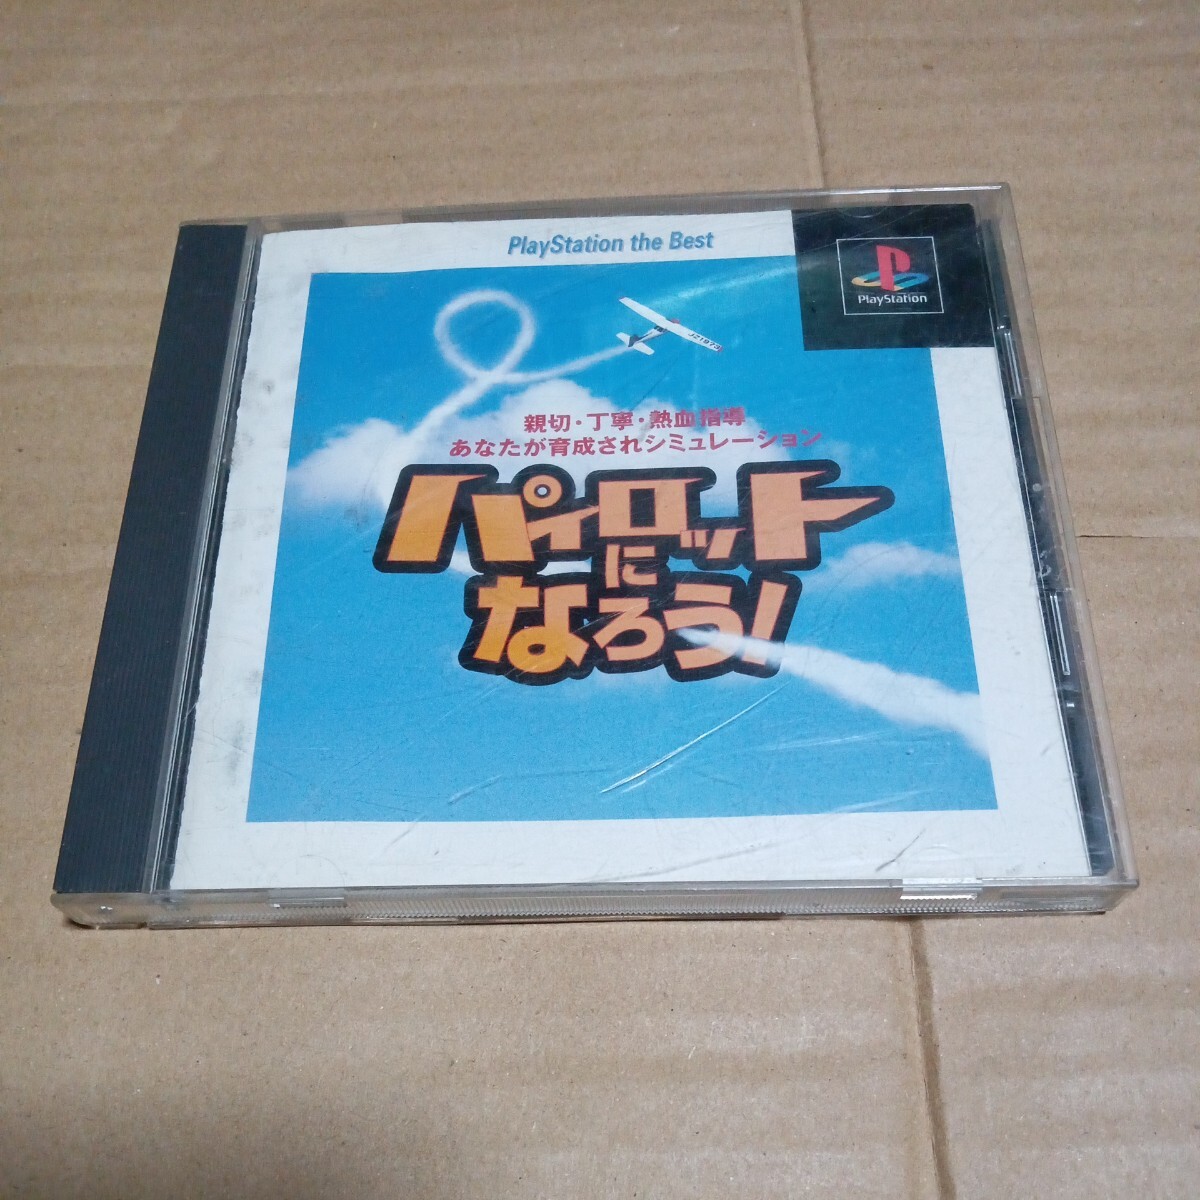 PlayStation the Best
PlayStation
親切・丁寧・熱血指導
あなたが育成されシミュレーション
パイロット
に
なろう!